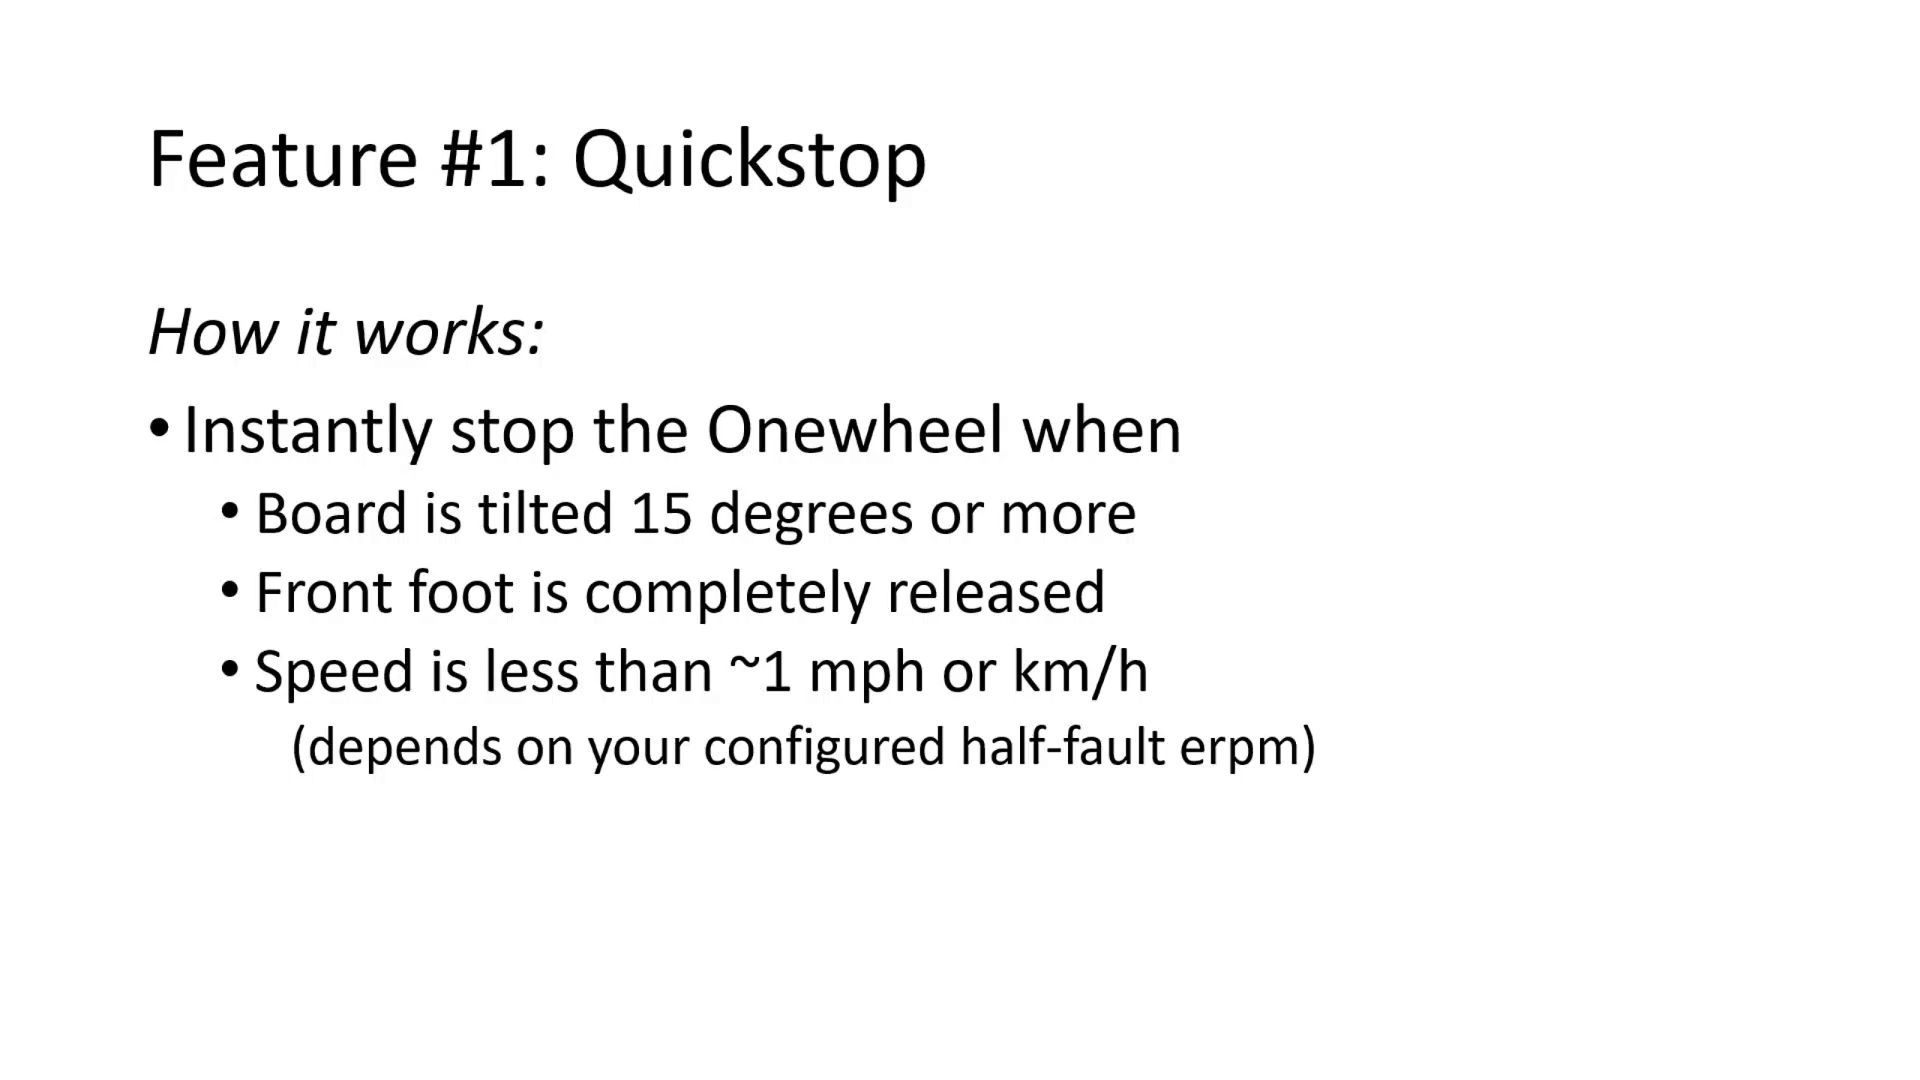 Feature #1: Quickstop
How it works:
• Instantly stop the Onewheel when
• Board is tilted 15 degrees or more
• Front foot is completely released
• Speed is less than ~1 mph or km/h
(depends on your configured half-fault erpm)